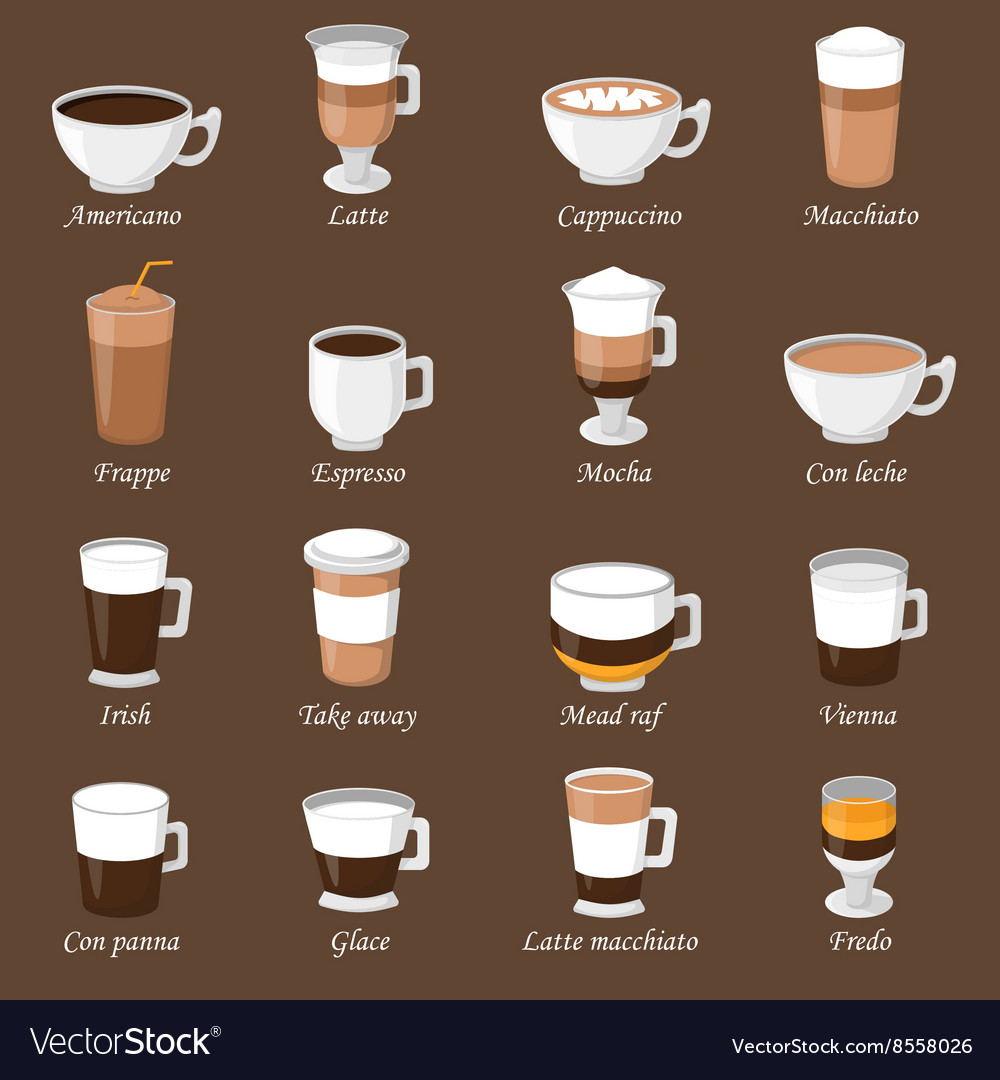 Americano
Latte
Cappuccino
Macchiato
Frappe
Espresso
Mocha
Con leche
Irish
Take away
Mead raf
Vienna
Con panna
Glace
Latte macchiato
Fredo
VectorStock®
VectorStock.com/8558026